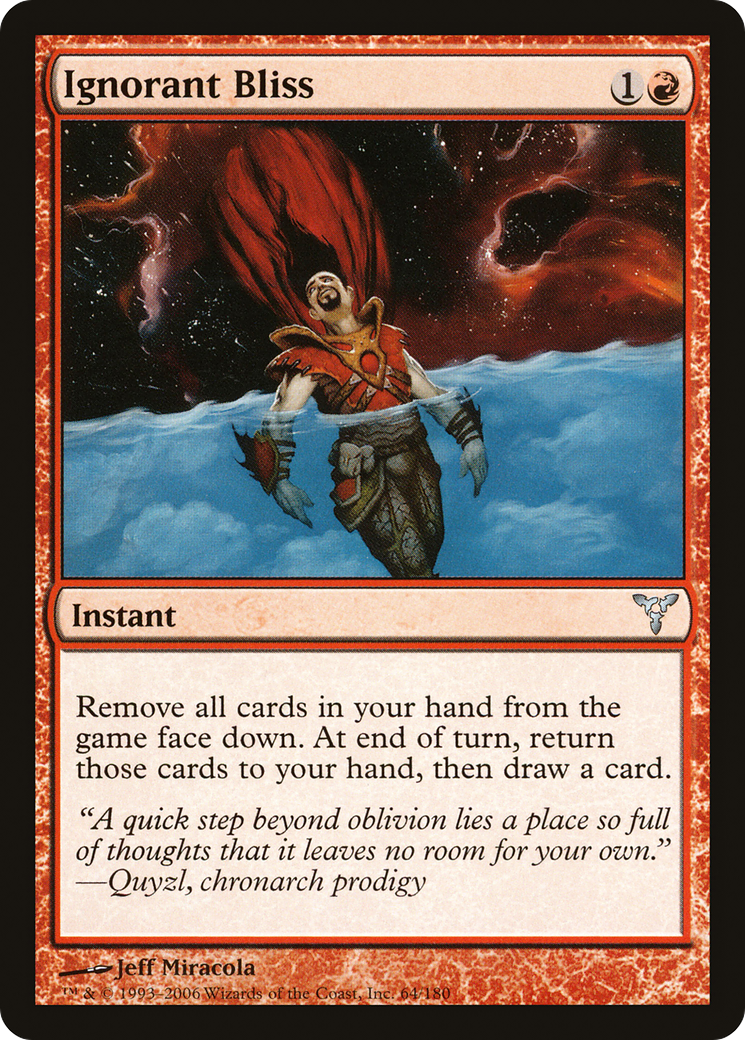 Ignorant Bliss 1
Instant
Remove all cards in your hand from the
game face down. At end of turn, return
those cards to your hand, then draw a card.
“A quick step beyond oblivion lies a place so full
of thoughts that it leaves no room for your own.”
—Quyzl, chronarch prodigy
Jeff Miracola
™ & © 1993–2006 Wizards of the Coast, Inc. 64/180